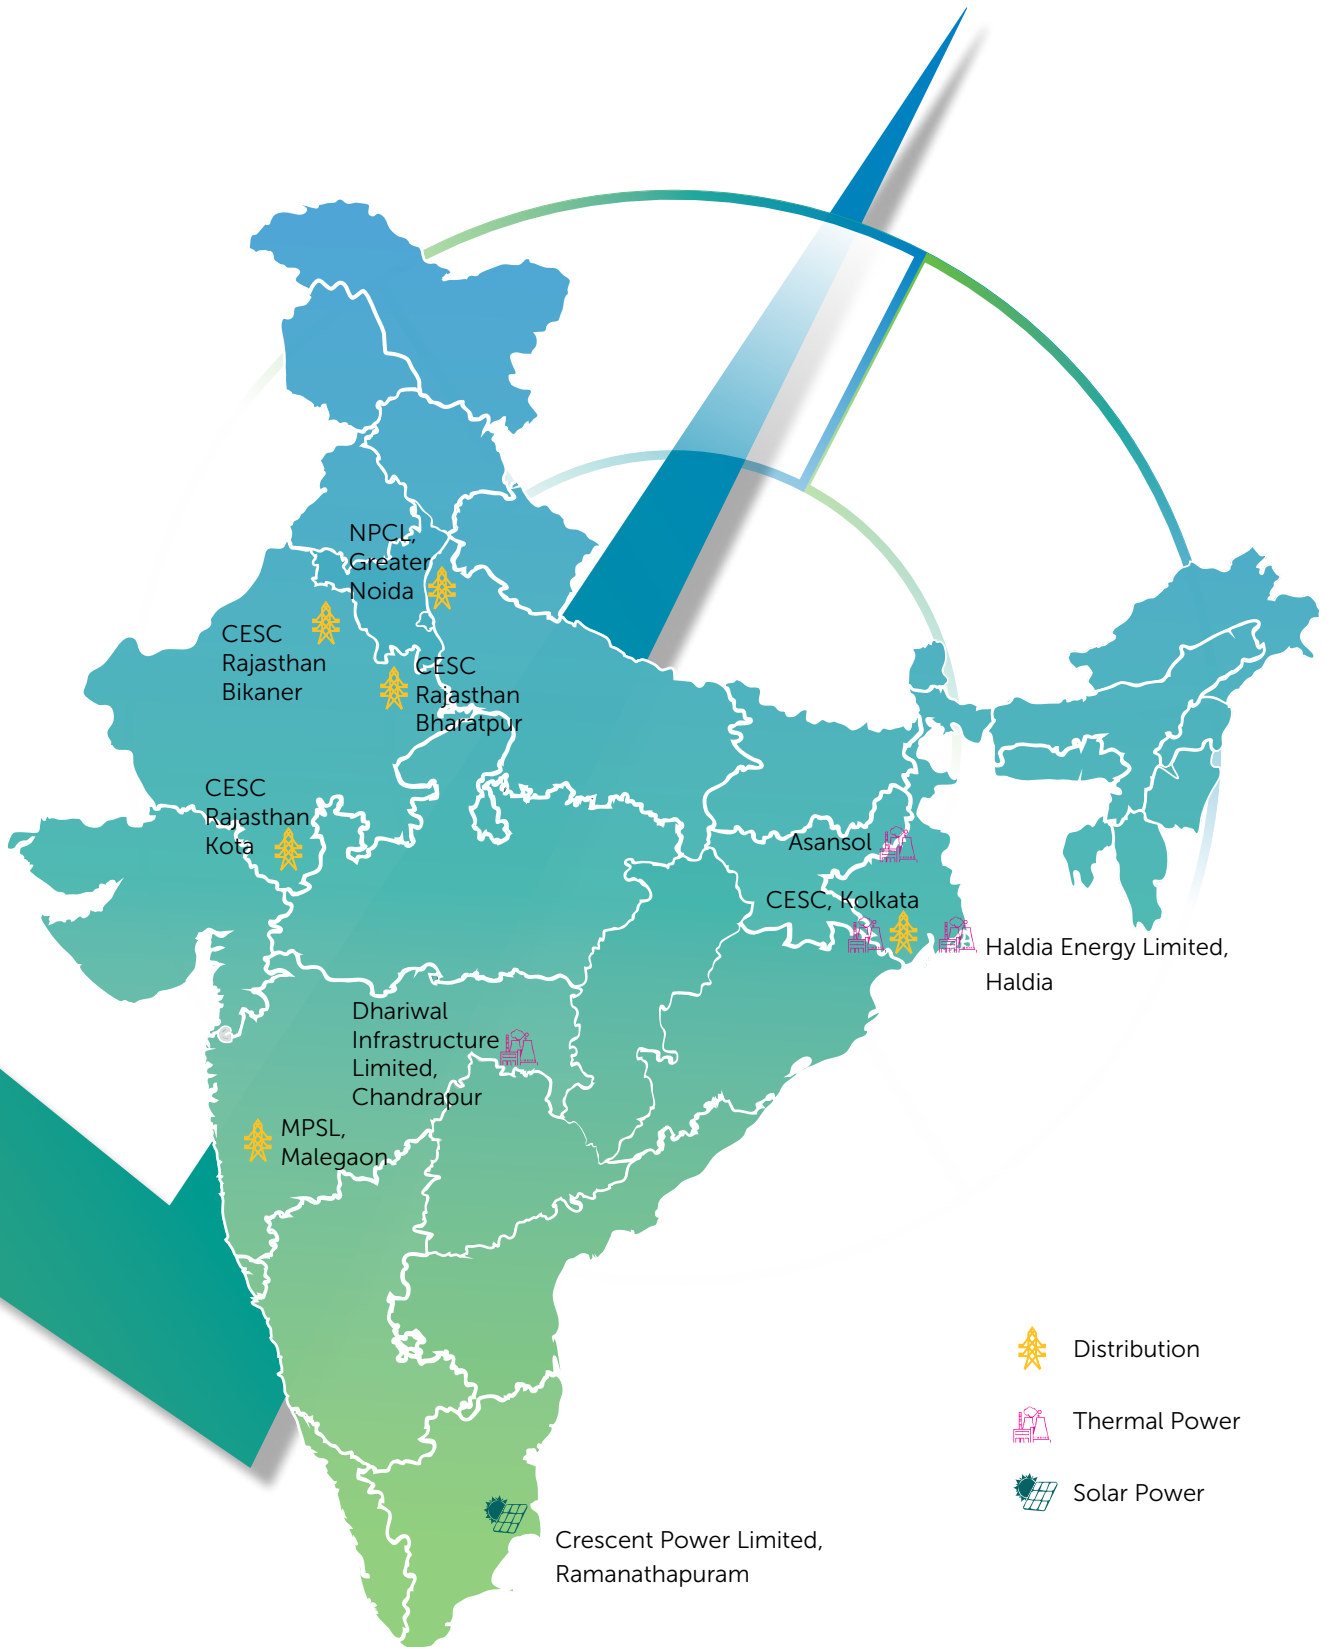 NPCL,
Greater
Noida
CESC
Rajasthan
Bikaner
CESC
Rajasthan
Bharatpur
CESC
Rajasthan
Kota
Asansol
CESC, Kolkata
Haldia Energy Limited,
Haldia
Dhariwal
Infrastructure
Limited,
Chandrapur
MPSL,
Malegaon
Distribution
Thermal Power
Solar Power
Crescent Power Limited,
Ramanathapuram